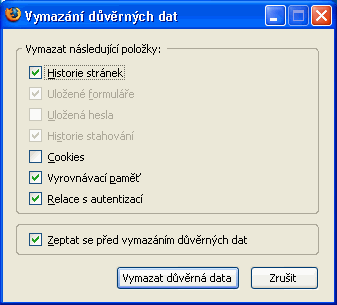 Vymazání důvěrných dat
Vymazat následující položky:
Historie stránek
Uložené formuláře
Uložená hesla
Historie stahování
Cookies
Vyrovnávací paměť
Relace s autentizací
Zeptat se před vymazáním důvěrných dat
Vymazat důvěrná data
Zrušit